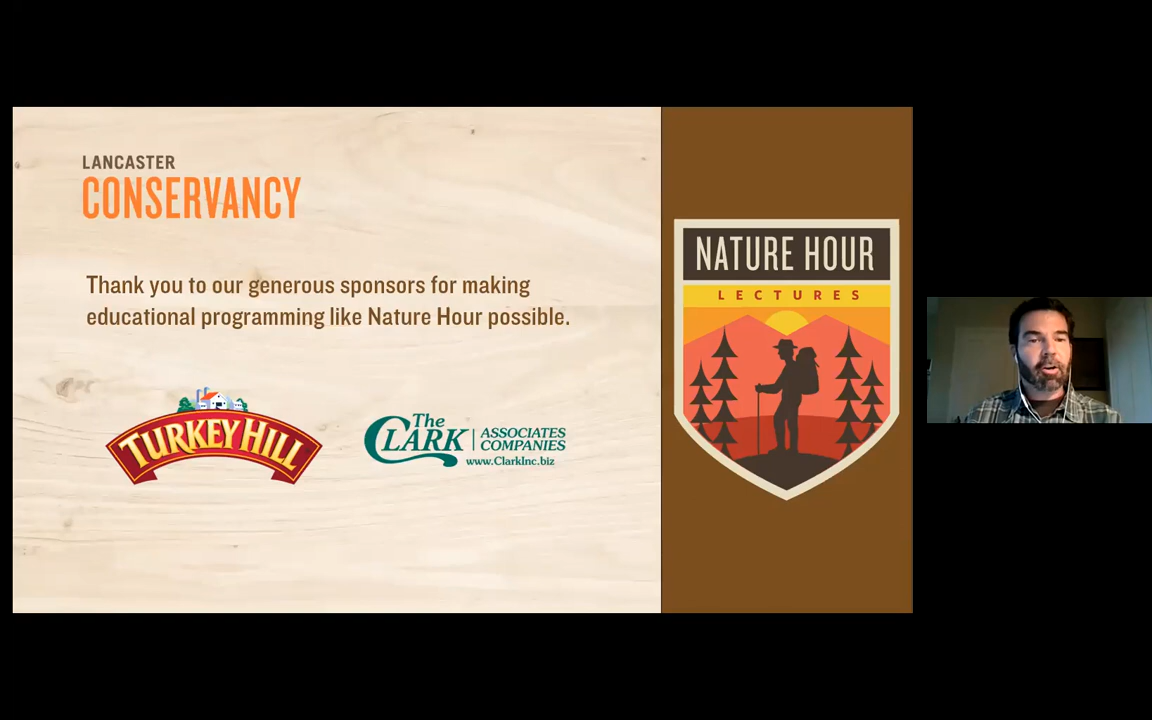 LANCASTER
CONSERVANCY
Thank you to our generous sponsors for making
educational programming like Nature Hour possible.
TURKEY HILL
The
CLARK
ASSOCIATES
COMPANIES
www.ClarkInc.biz
NATURE HOUR
LECTURES